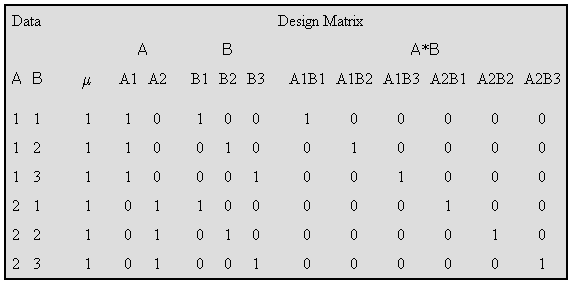 Data Design Matrix
A B A*B
A B μ A1 A2 B1 B2 B3 A1B1 A1B2 A1B3 A2B1 A2B2 A2B3
1 1 1 1 0 1 0 0 1 0 0 0 0 0
1 2 1 1 0 0 1 0 0 1 0 0 0 0
1 3 1 1 0 0 0 1 0 0 1 0 0 0
2 1 1 0 1 1 0 0 0 0 0 1 0 0
2 2 1 0 1 0 1 0 0 0 0 0 1 0
2 3 1 0 1 0 0 1 0 0 0 0 0 1